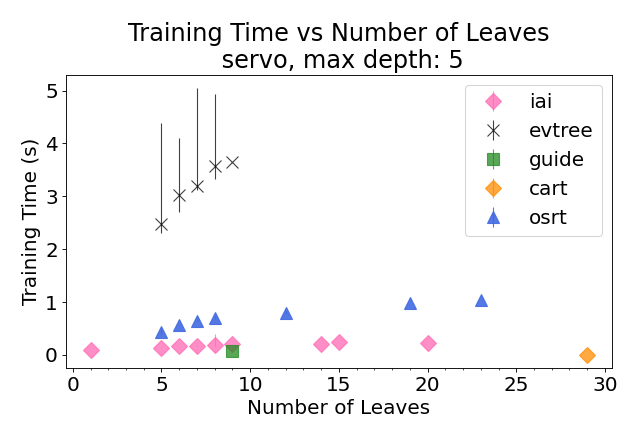 Training Time vs Number of Leaves
servo, max depth: 5
5
4
3
2
1
0
Training Time (s)
iai
evtree
guide
cart
osrt
0 5 10 15 20 25 30
Number of Leaves